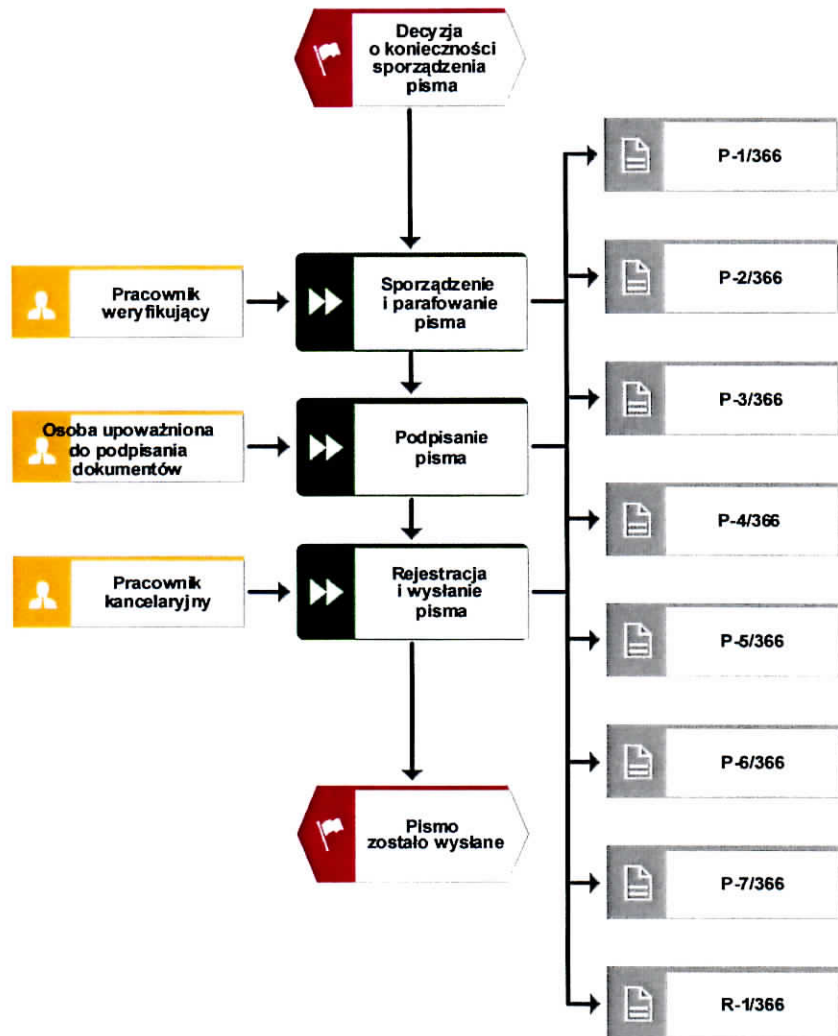 Decyzja
o konieczności
sporządzenia
pisma
P-1/366
P-2/366
Pracownik
weryfikujący
Sporządzenie
i parafowanie
pisma
P-3/366
Osoba upoważniona
do podpisania
dokumentów
Podpisanie
pisma
P-4/366
Pracownik
kancelaryjny
Rejestracja
i wysłanie
pisma
P-5/366
P-6/366
Pismo
zostało wysłane
P-7/366
R-1/366